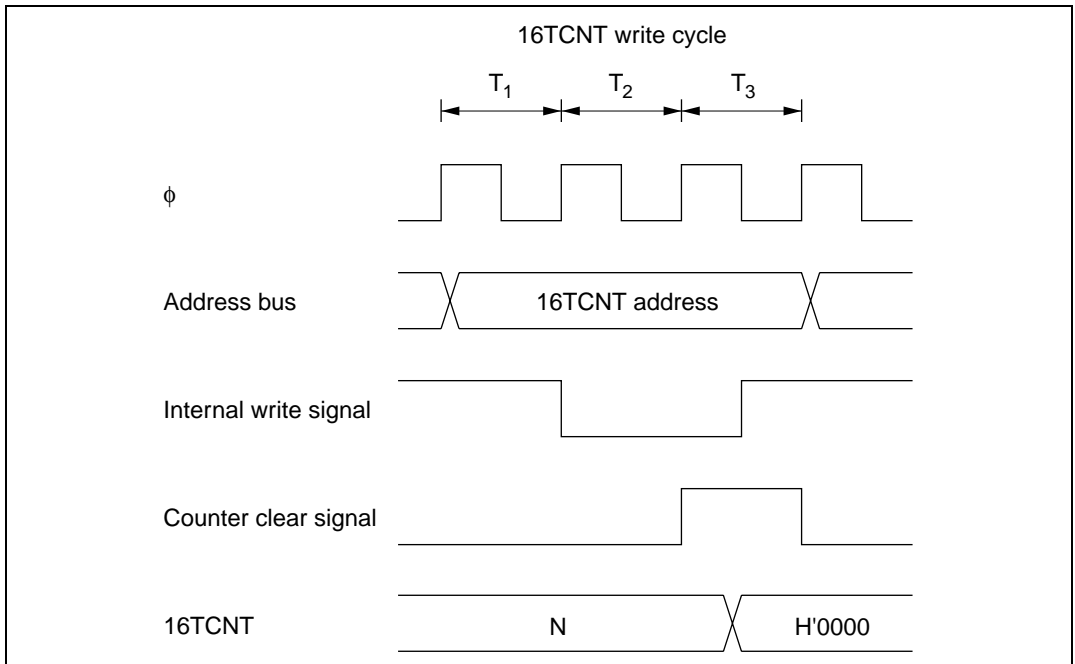 16TCNT write cycle
T1 T2 T3
φ
Address bus 16TCNT address
Internal write signal
Counter clear signal
16TCNT N H'0000